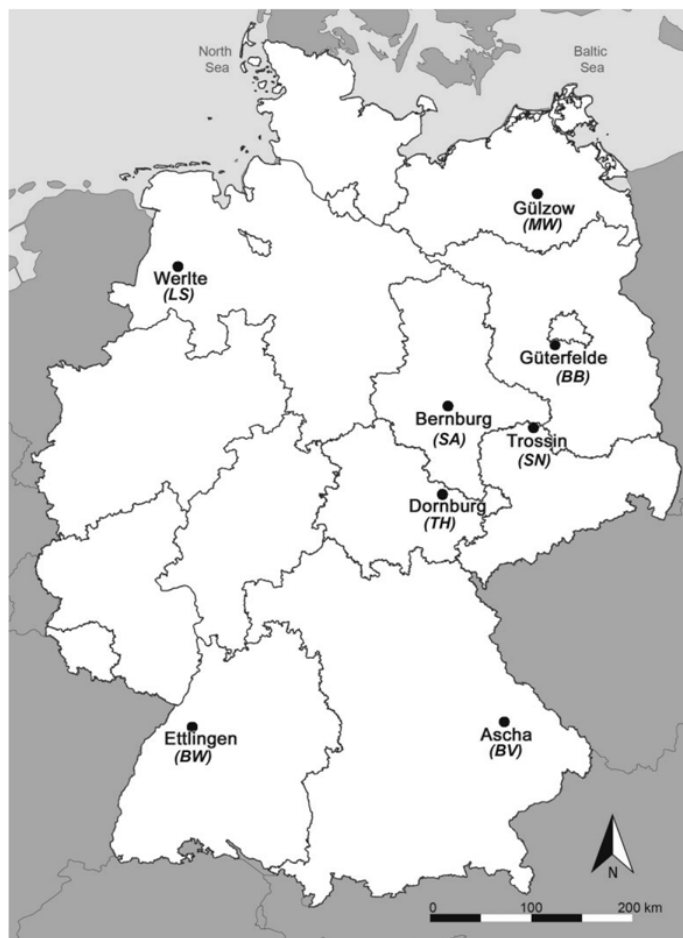 North
Sea
Baltic
Sea
Gülzow
(MW)
Werlte
(LS)
Güterfelde
(BB)
Bernburg
(SA)
Trossin
(SN)
Dornburg
(TH)
Ettlingen
(BW)
Ascha
(BV)
N
0 100 200 km